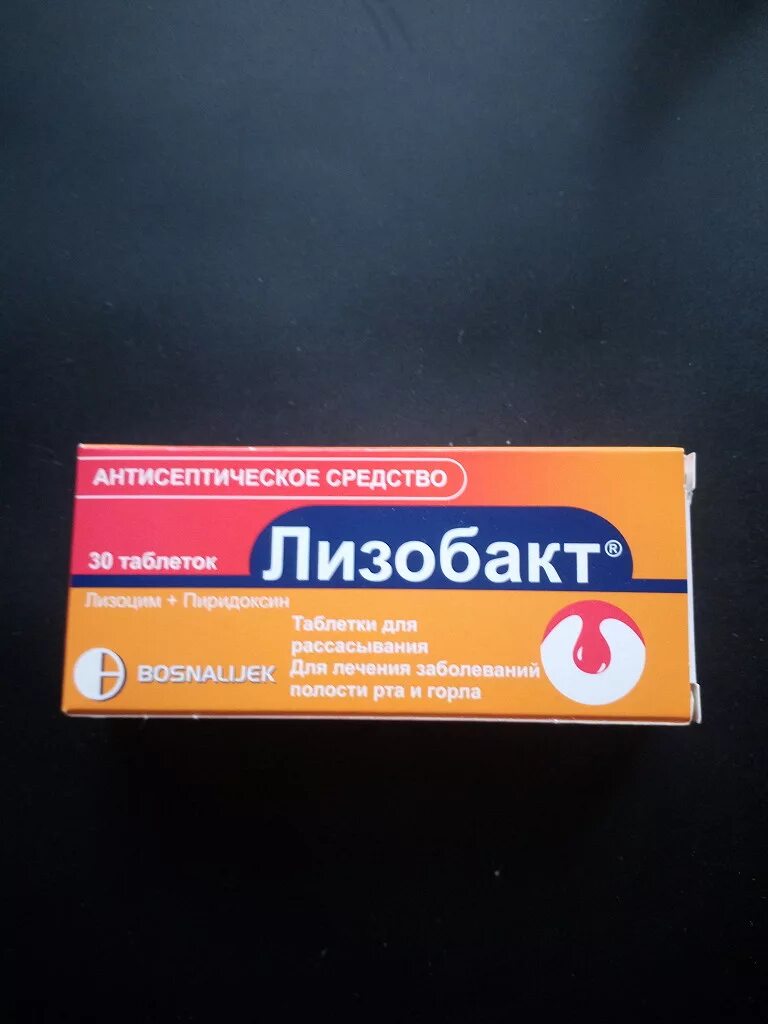 АНТИСЕПТИЧЕСКОЕ СРЕДСТВО
30 таблеток
Лизобакт®
Лизоцим + Пиридоксин
Таблетки для
рассасывания
Для лечения заболеваний
полости рта и горла
BOSNALIJEK